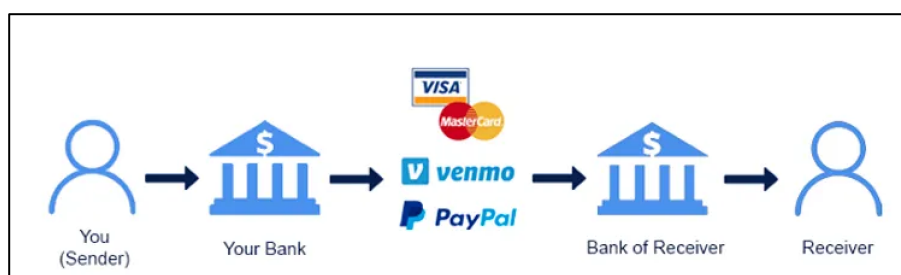 $
$
VISA
MasterCard
V venmo
P PayPal
You
(Sender)
Your Bank
Bank of Receiver
Receiver